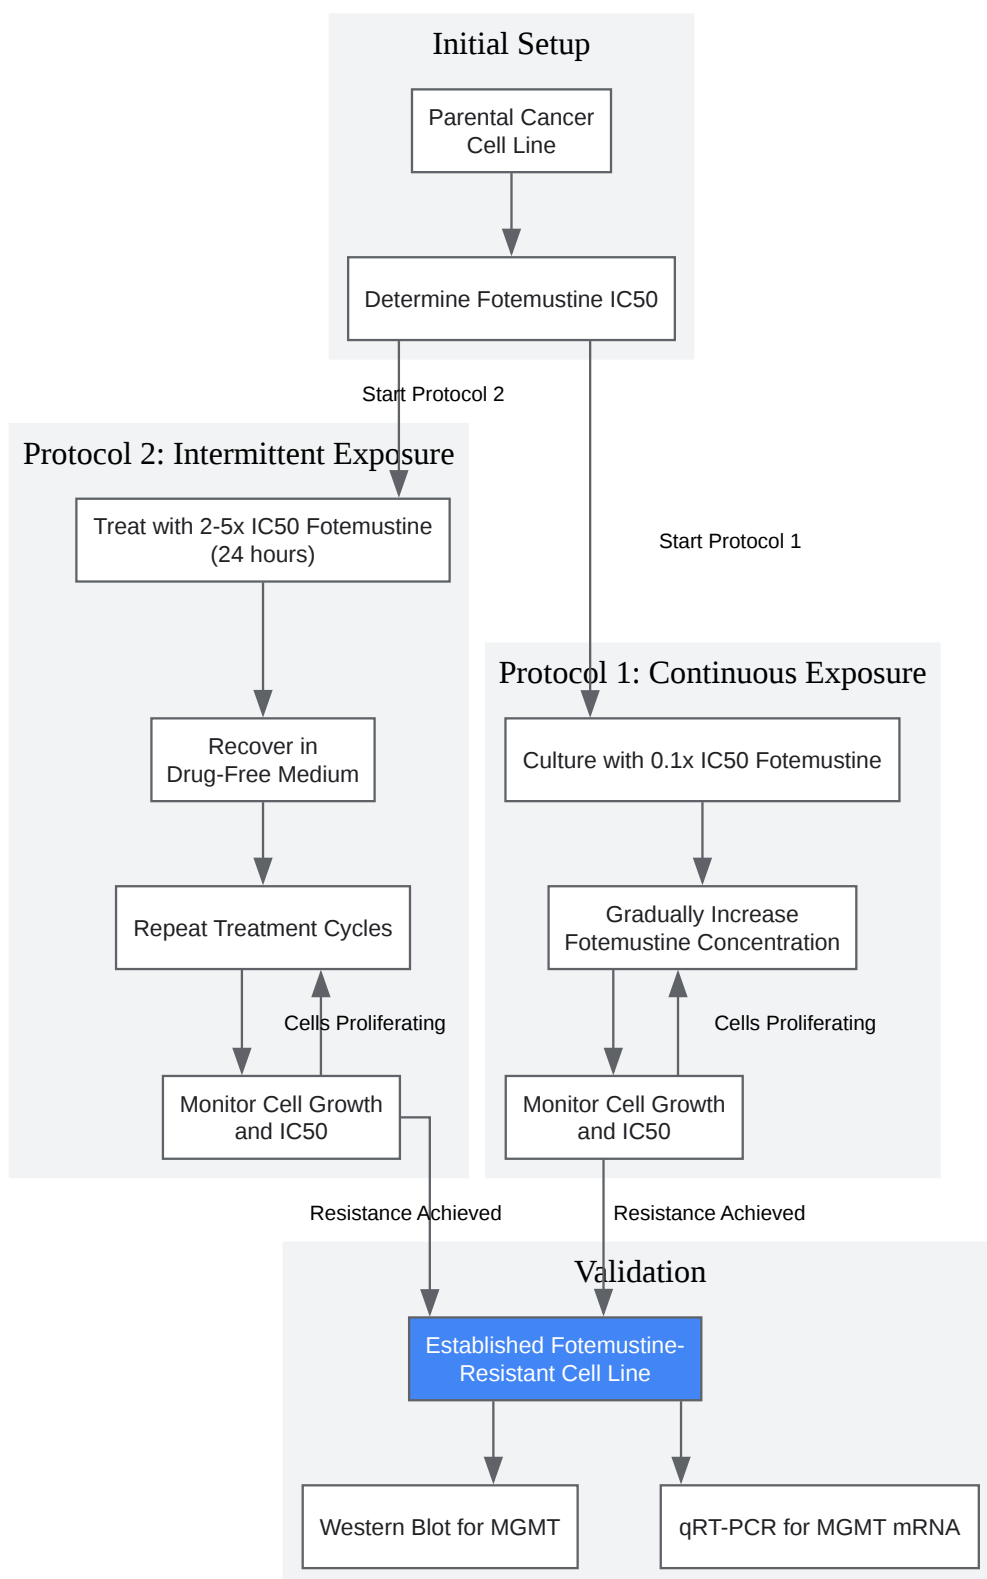 Initial Setup
Parental Cancer
Cell Line
Determine Fotemustine IC50
Start Protocol 2
Protocol 2: Intermittent Exposure
Treat with 2-5x IC50 Fotemustine
(24 hours)
Start Protocol 1
Protocol 1: Continuous Exposure
Recover in
Drug-Free Medium
Culture with 0.1x IC50 Fotemustine
Repeat Treatment Cycles
Gradually Increase
Fotemustine Concentration
Cells Proliferating
Cells Proliferating
Monitor Cell Growth
and IC50
Monitor Cell Growth
and IC50
Resistance Achieved
Resistance Achieved
Validation
Established Fotemustine-
Resistant Cell Line
Western Blot for MGMT
qRT-PCR for MGMT mRNA